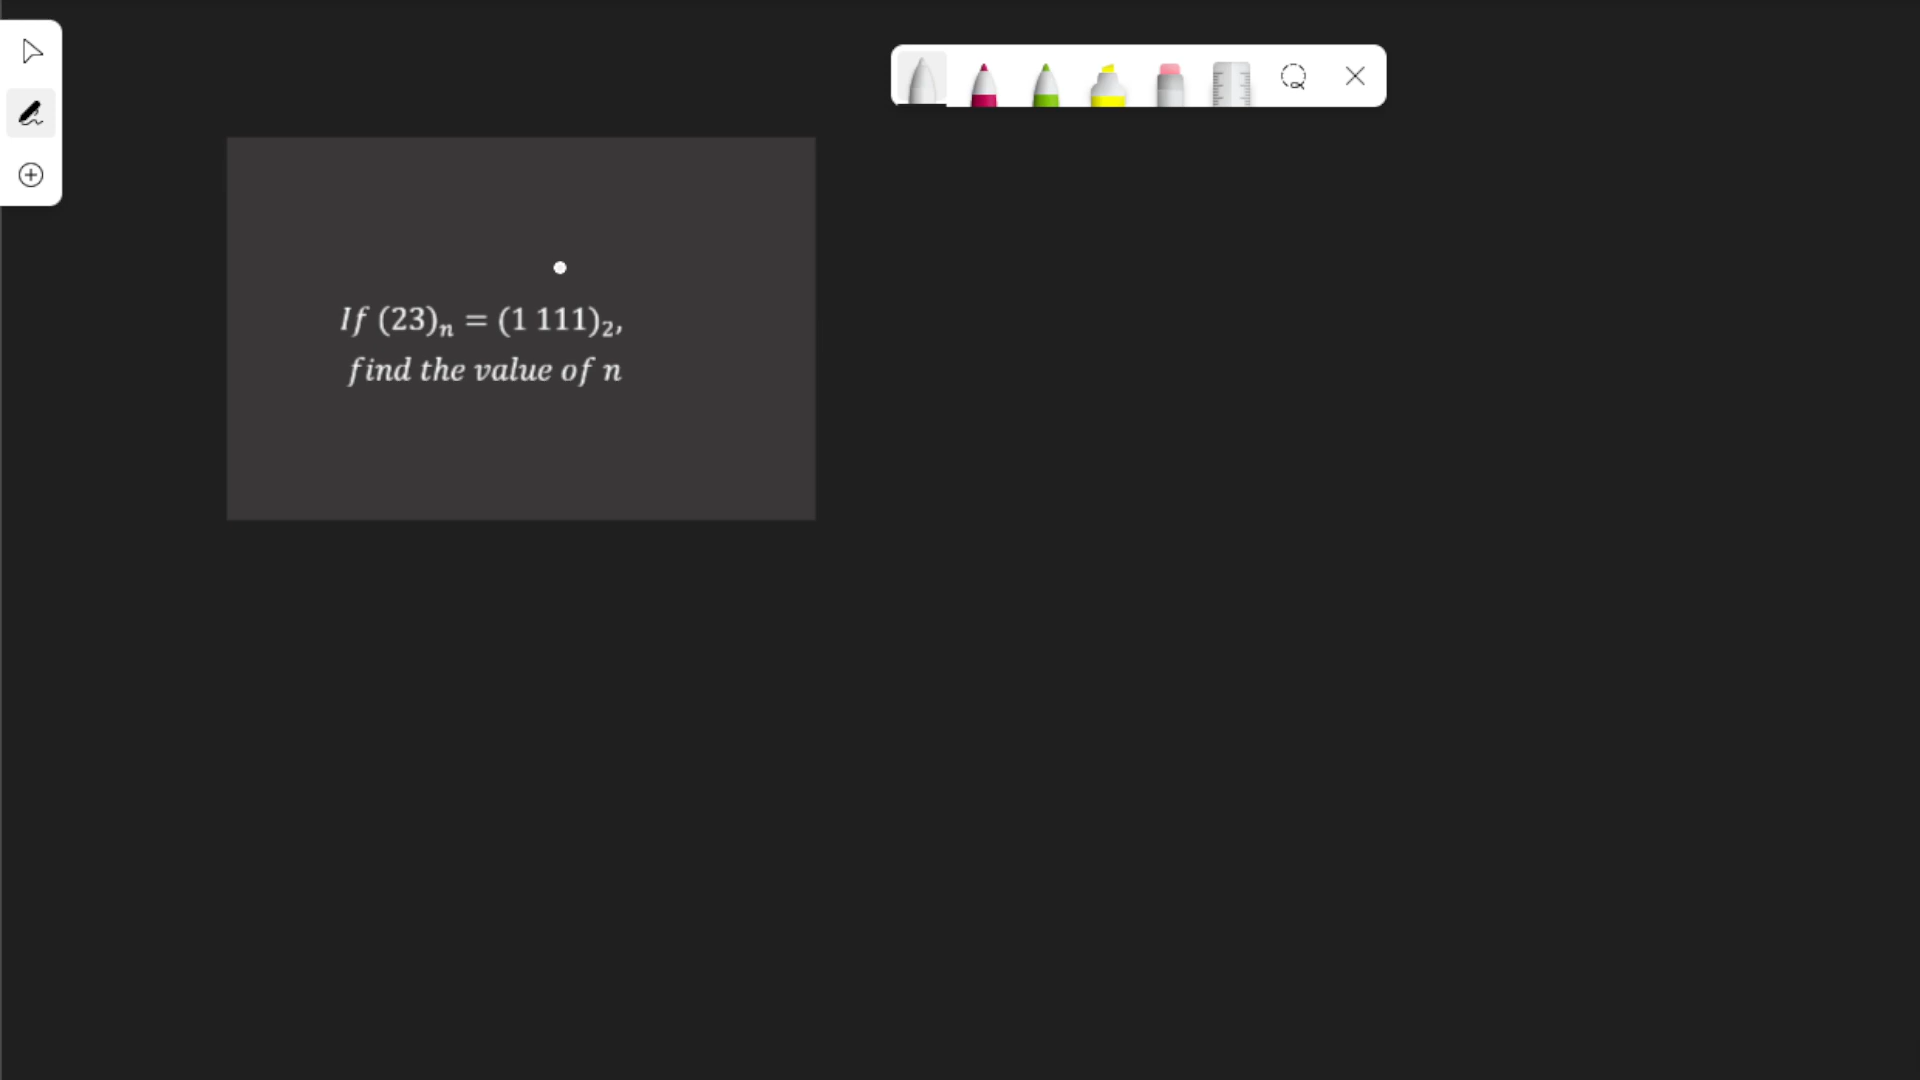 If (23)ₙ = (1 111)₂,
find the value of n